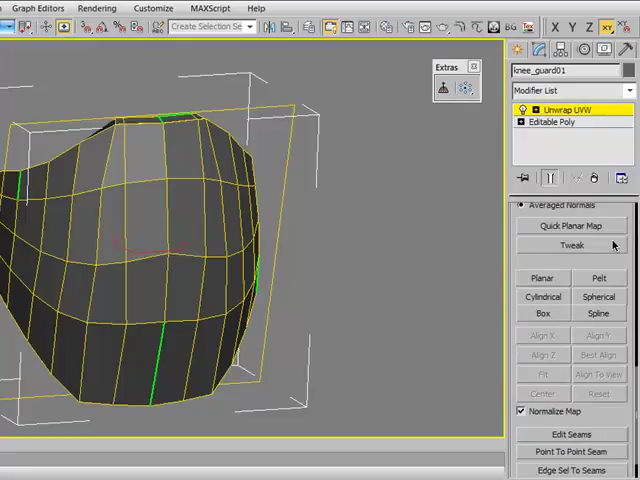 Graph Editors Rendering Customize MAXScript Help
Create Selection Se
BG
X Y Z XY
Extras
knee_guard01
Modifier List
Unwrap UVW
Editable Poly
Averaged Normals
Quick Planar Map
Tweak
Planar Pelt
Cylindrical Spherical
Box Spline
Align X Align Y
Align Z Best Align
Fit Align To View
Center Reset
Normalize Map
Edit Seams
Point To Point Seam
Edge Sel To Seams